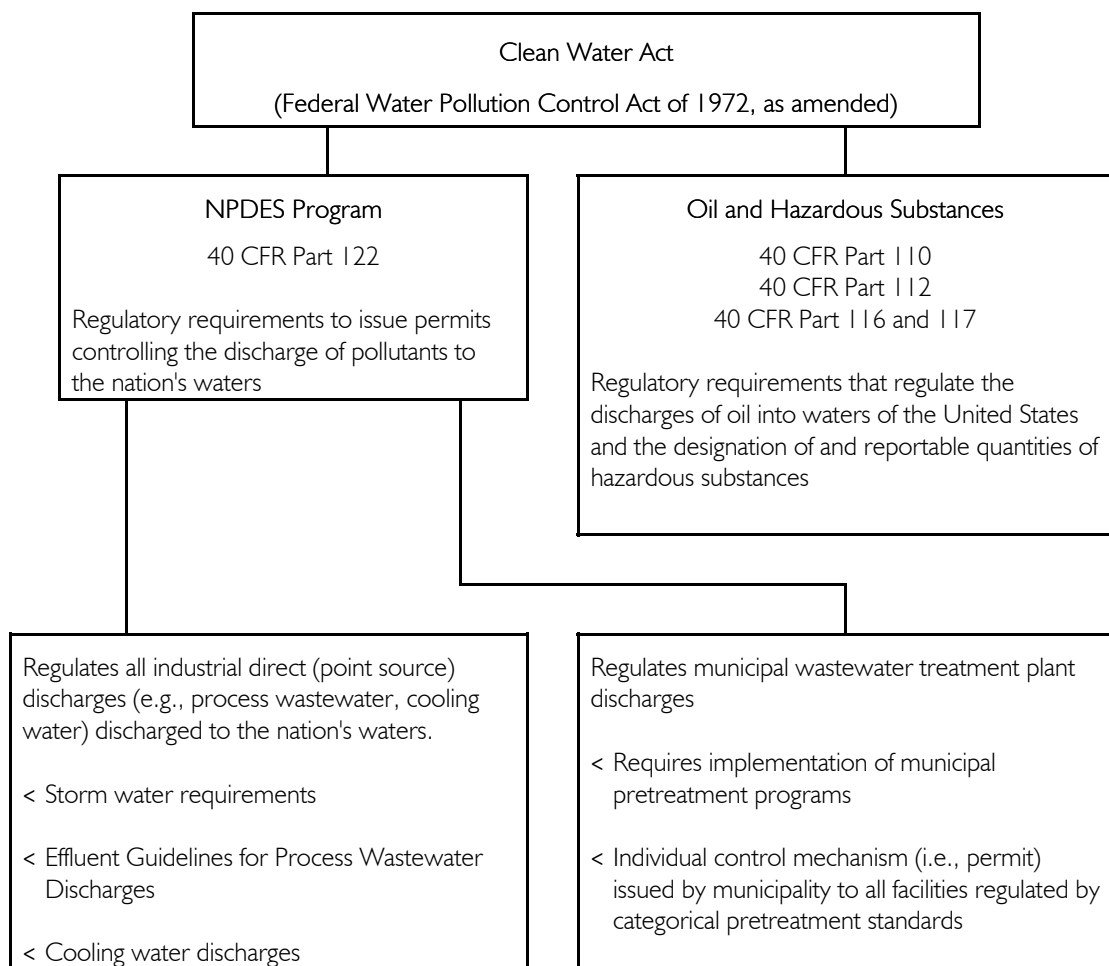 Clean Water Act
(Federal Water Pollution Control Act of 1972, as amended)
NPDES Program
40 CFR Part 122
Regulatory requirements to issue permits
controlling the discharge of pollutants to
the nation's waters
Oil and Hazardous Substances
40 CFR Part 110
40 CFR Part 112
40 CFR Part 116 and 117
Regulatory requirements that regulate the
discharges of oil into waters of the United States
and the designation of and reportable quantities of
hazardous substances
Regulates all industrial direct (point source)
discharges (e.g., process wastewater, cooling
water) discharged to the nation's waters.
< Storm water requirements
< Effluent Guidelines for Process Wastewater
Discharges
< Cooling water discharges
Regulates municipal wastewater treatment plant
discharges
< Requires implementation of municipal
pretreatment programs
< Individual control mechanism (i.e., permit)
issued by municipality to all facilities regulated by
categorical pretreatment standards